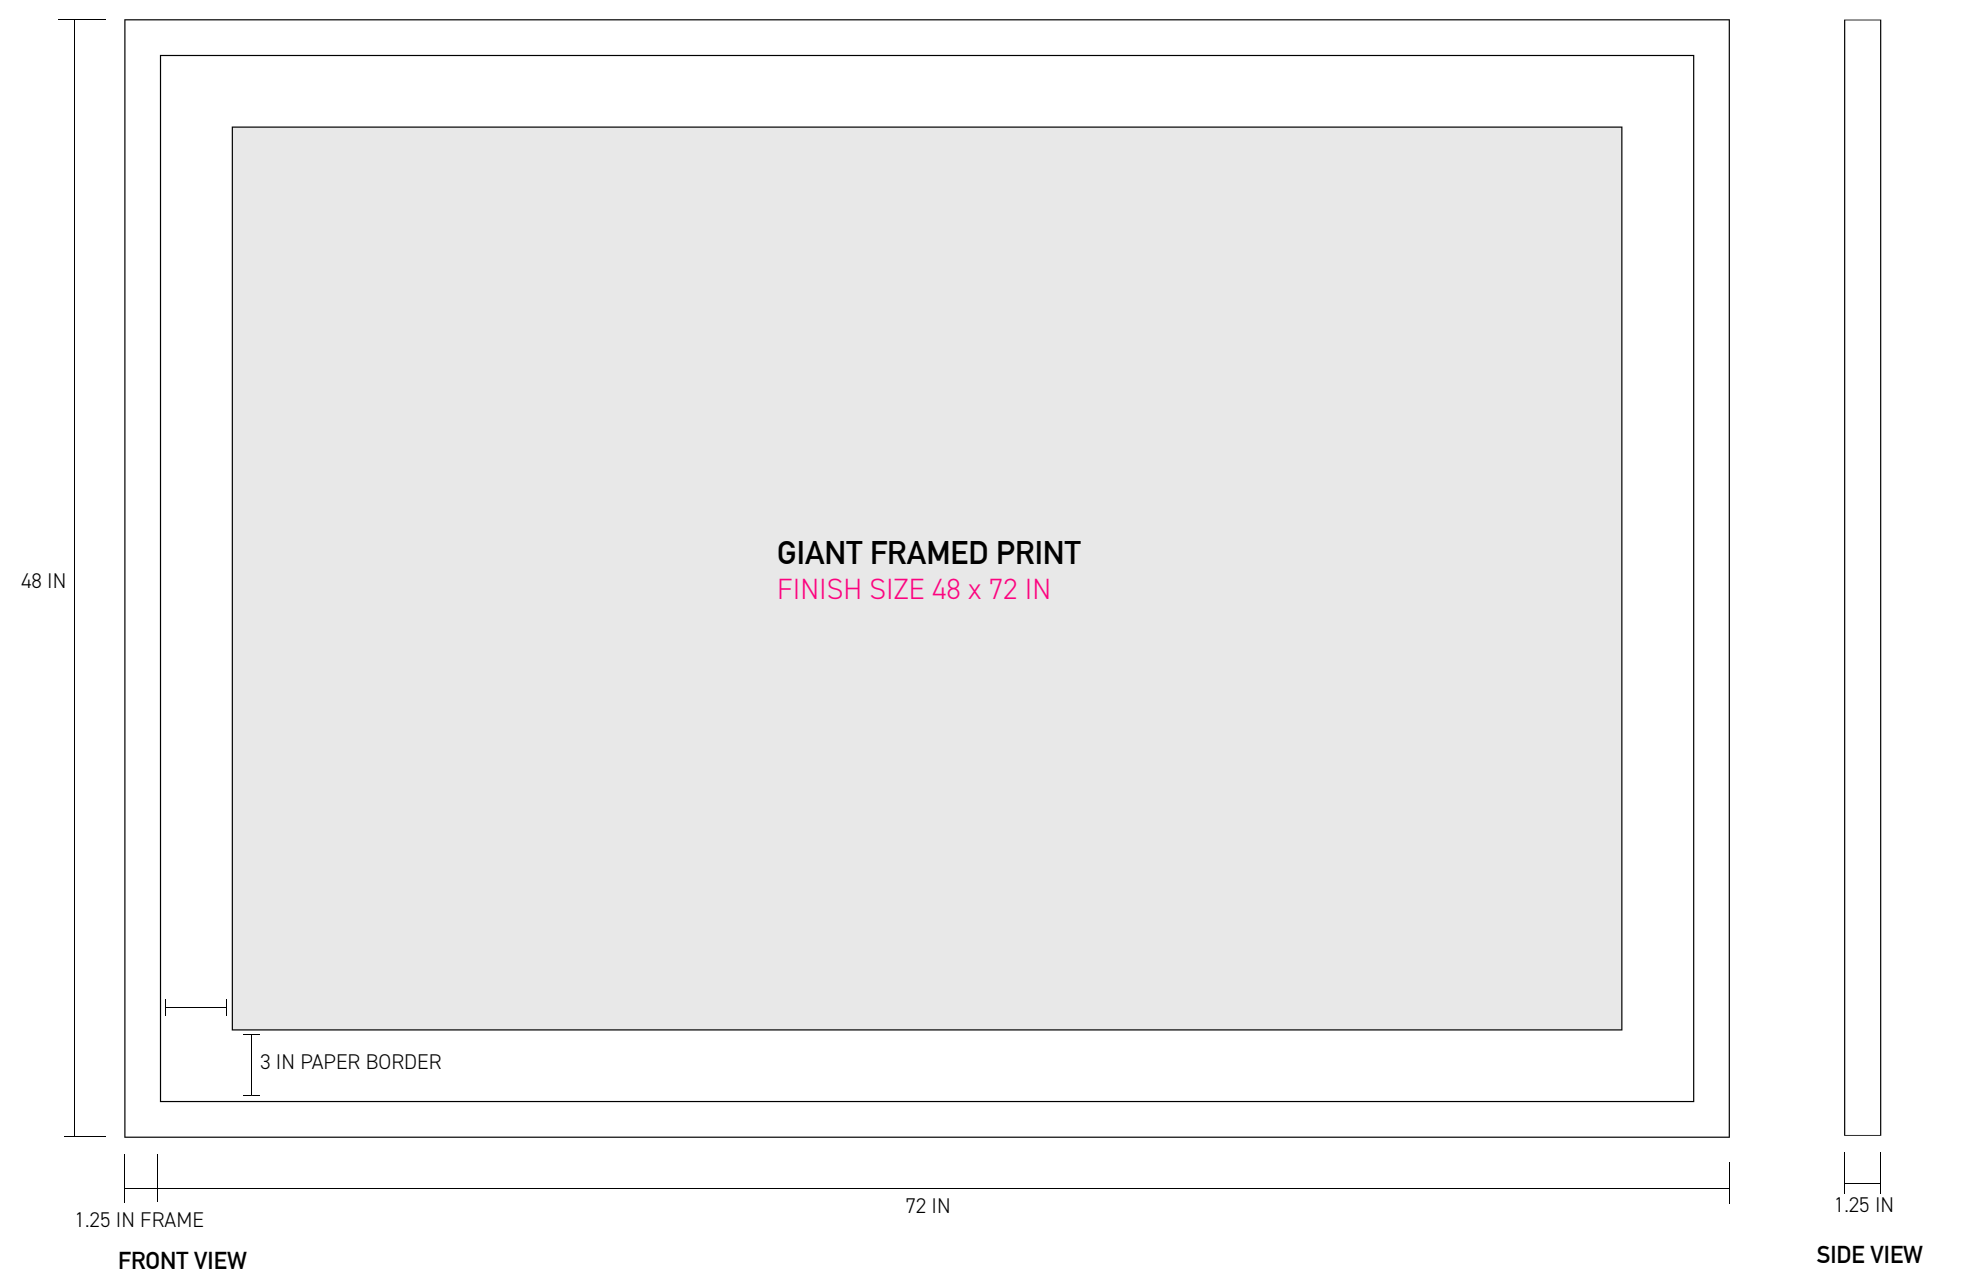 48 IN
GIANT FRAMED PRINT
FINISH SIZE 48 x 72 IN
3 IN PAPER BORDER
72 IN
1.25 IN FRAME
FRONT VIEW
1.25 IN
SIDE VIEW